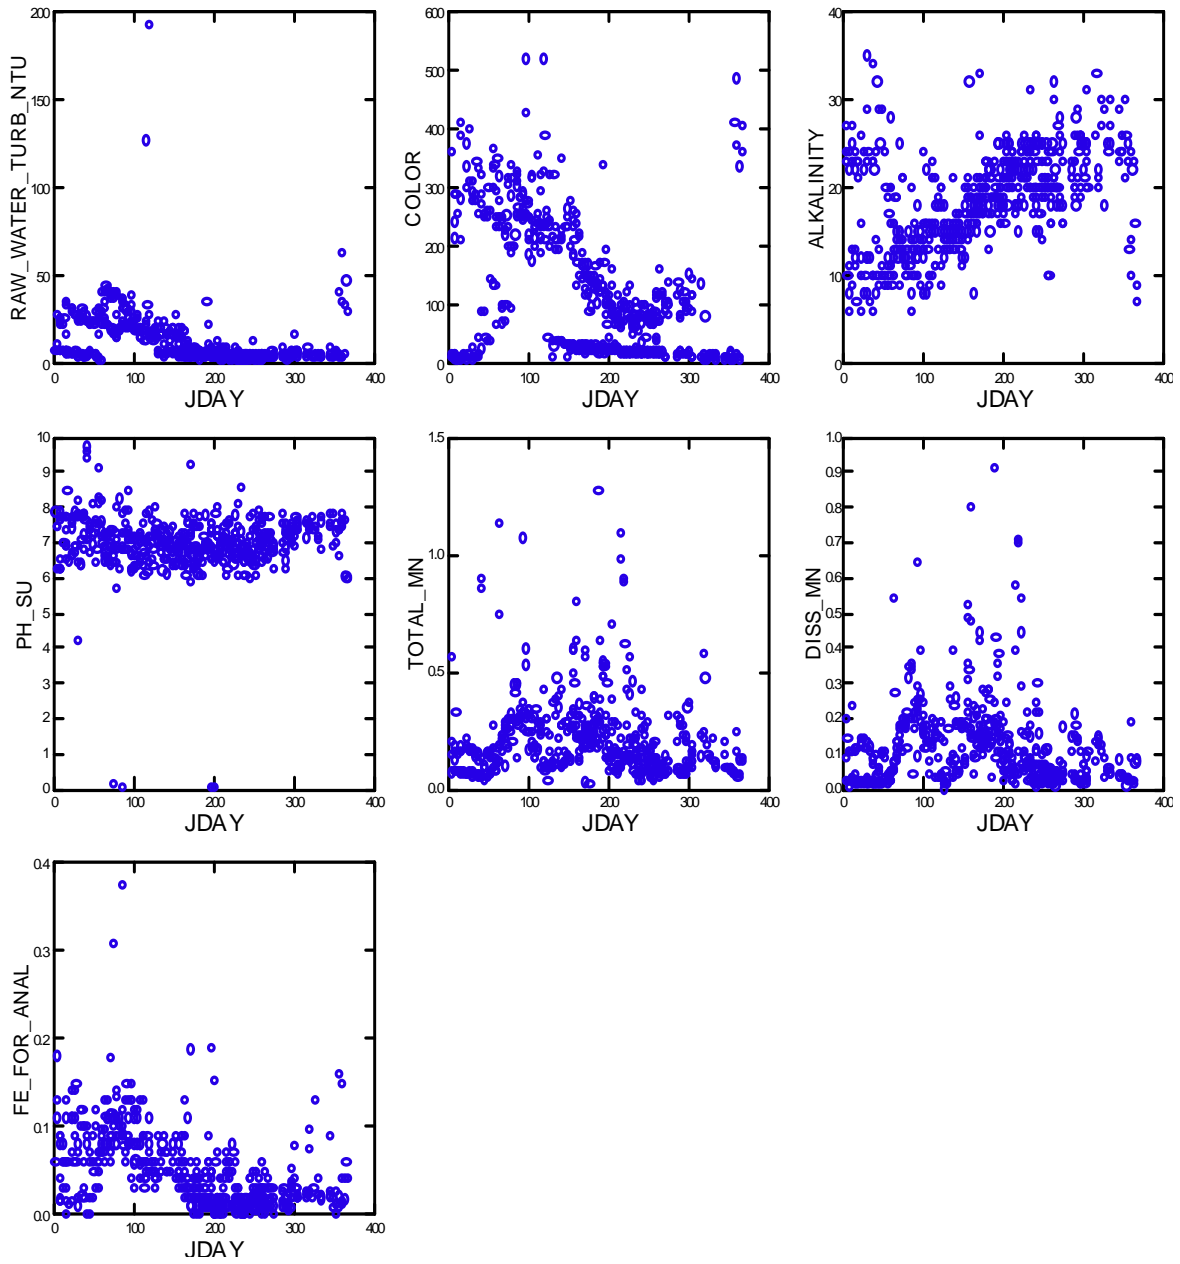 200
150
100
50
0
RAW_WATER_TURB_NTU
0 100 200 300 400
JDAY
600
500
400
300
200
100
0
COLOR
0 100 200 300 400
JDAY
40
30
20
10
0
ALKALINITY
0 100 200 300 400
JDAY
10
9
8
7
6
5
4
3
2
1
0
PH_SU
0 100 200 300 400
JDAY
1.5
1.0
0.5
0.0
TOTAL_MN
0 100 200 300 400
JDAY
1.0
0.9
0.8
0.7
0.6
0.5
0.4
0.3
0.2
0.1
0.0
DISS_MN
0 100 200 300 400
JDAY
0.4
0.3
0.2
0.1
0.0
FE_FOR_ANAL
0 100 200 300 400
JDAY